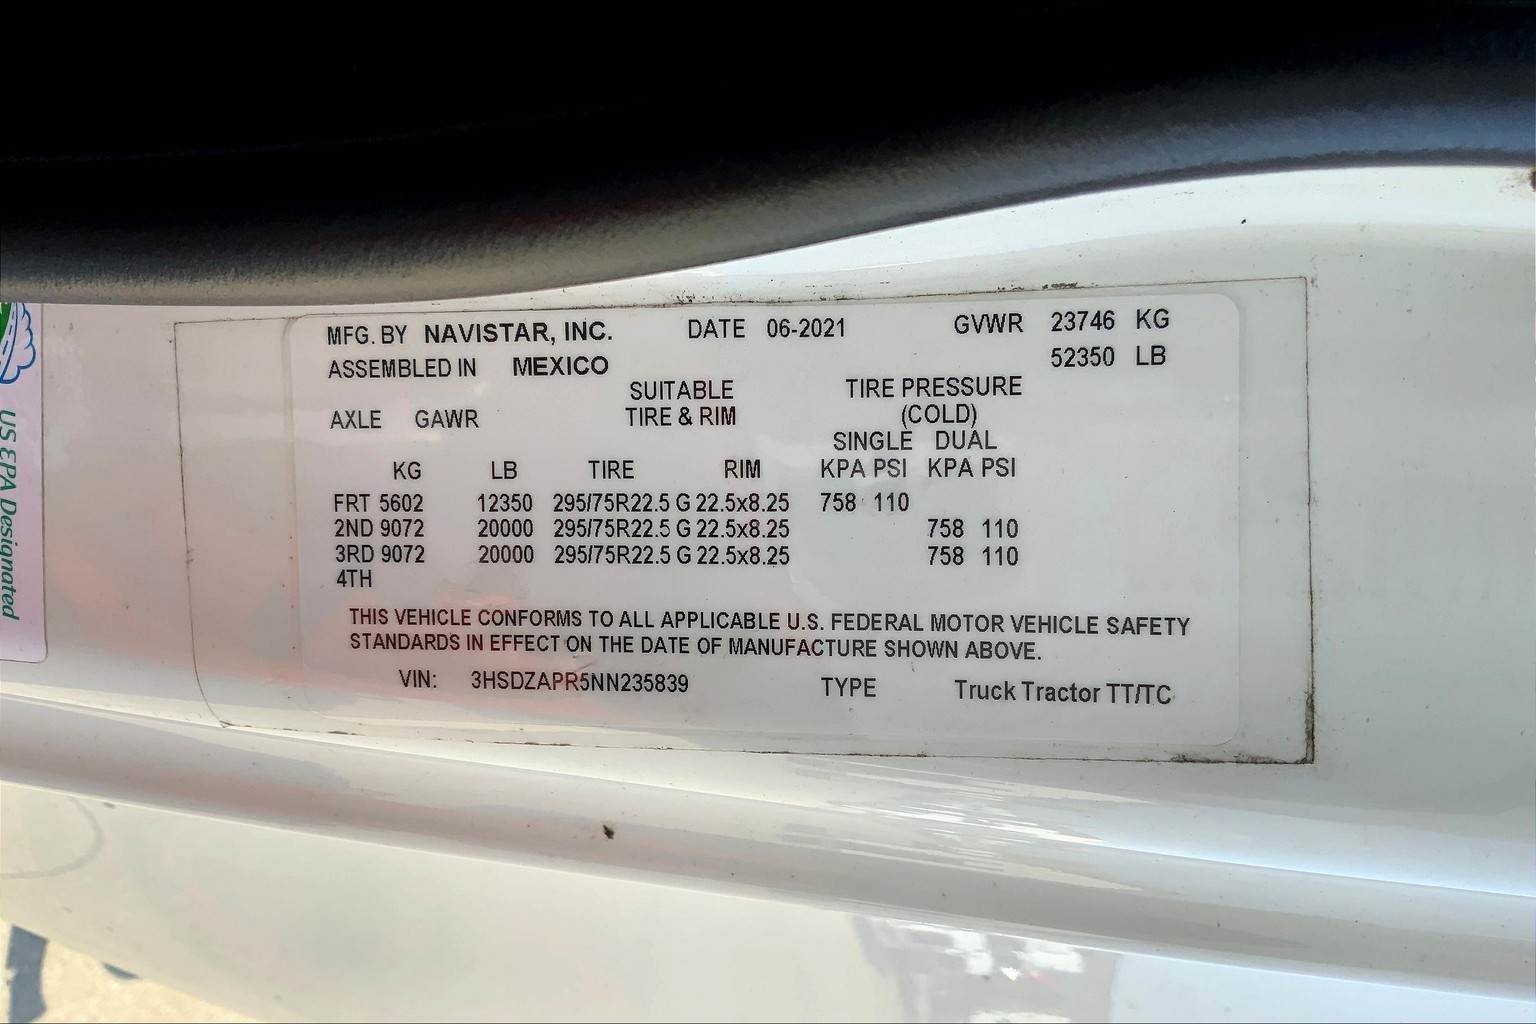 MFG. BY NAVISTAR, INC. DATE 06-2021 GVWR 23746 KG
ASSEMBLED IN MEXICO 52350 LB
SUITABLE TIRE PRESSURE
AXLE GAWR TIRE & RIM (COLD)
SINGLE DUAL
KG LB TIRE RIM KPA PSI KPA PSI
FRT 5602 12350 295/75R22.5 G 22.5x8.25 758 110
2ND 9072 20000 295/75R22.5 G 22.5x8.25 758 110
3RD 9072 20000 295/75R22.5 G 22.5x8.25 758 110
4TH
THIS VEHICLE CONFORMS TO ALL APPLICABLE U.S. FEDERAL MOTOR VEHICLE SAFETY
STANDARDS IN EFFECT ON THE DATE OF MANUFACTURE SHOWN ABOVE.
VIN: 3HSDZAPR5NN235839 TYPE Truck Tractor TT/TC
US EPA Designated